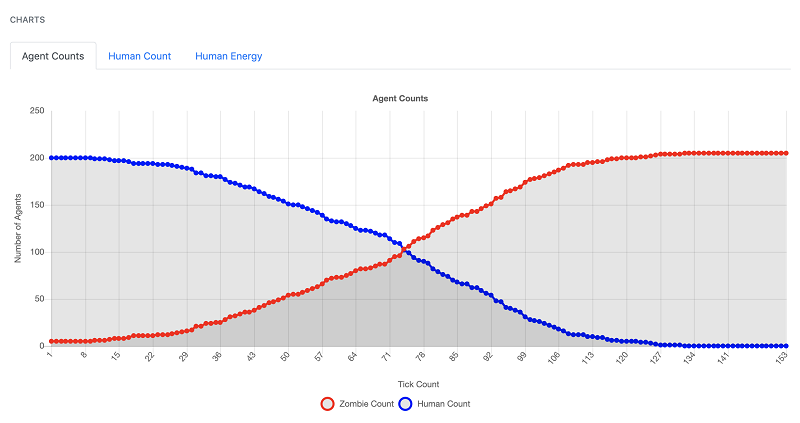 CHARTS
Agent Counts Human Count Human Energy
Agent Counts
250
200
150
100
50
0
Number of Agents
1 8 15 22 29 36 43 50 57 64 71 78 85 92 99 106 113 120 127 134 141 153
Tick Count
Zombie Count Human Count